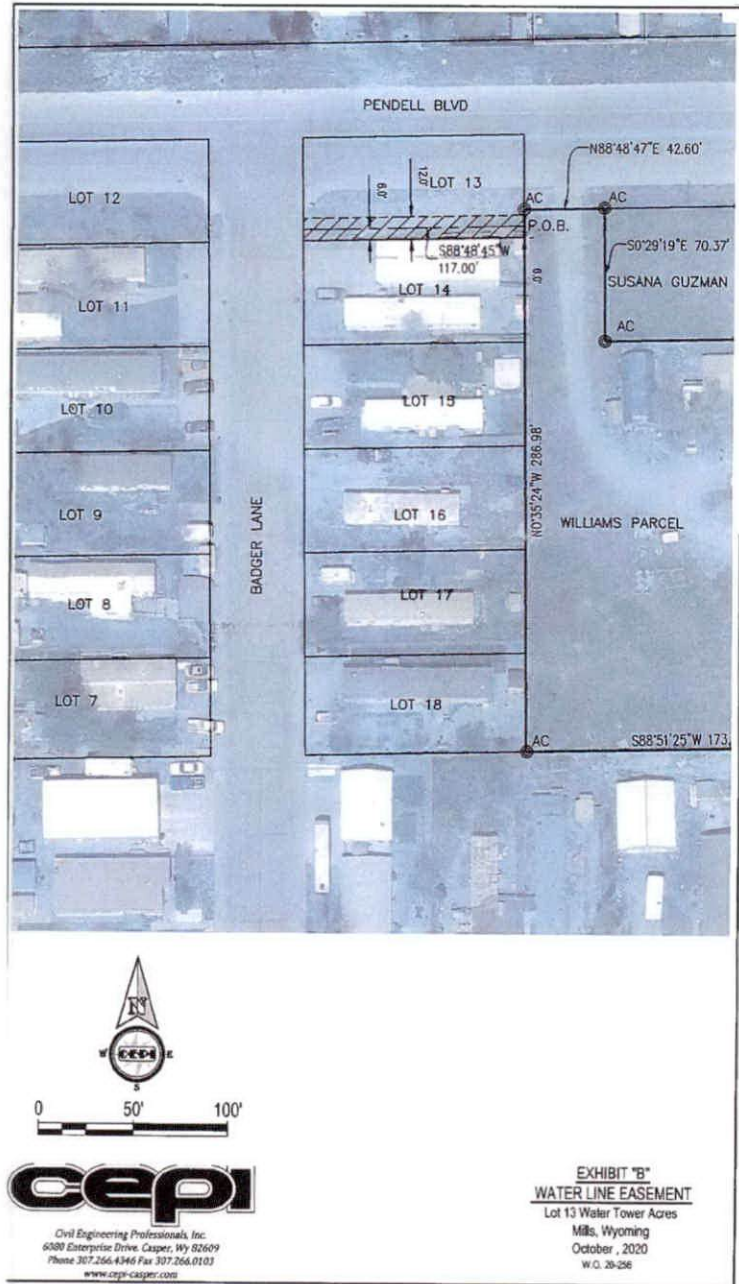 PENDELL BLVD
N88°48'47"E 42.60'
LOT 12
6.0'
12.0'
LOT 13
AC
AC
P.O.B.
S88°48'45"W
117.00'
6.0'
S0°29'19"E 70.37'
SUSANA GUZMAN
LOT 11
LOT 14
AC
LOT 10
LOT 15
N0°35'24"W 286.98'
LOT 9
BADGER LANE
LOT 16
WILLIAMS PARCEL
LOT 8
LOT 17
LOT 7
LOT 18
AC
S88°51'25"W 173.
N
W CEPI E
S
0 50' 100'
cepi
Civil Engineering Professionals, Inc.
6080 Enterprise Drive, Casper, Wy 82609
Phone 307.266.4346 Fax 307.266.0103
www.cepi-casper.com
EXHIBIT "B"
WATER LINE EASEMENT
Lot 13 Water Tower Acres
Mills, Wyoming
October , 2020
W.O. 20-256